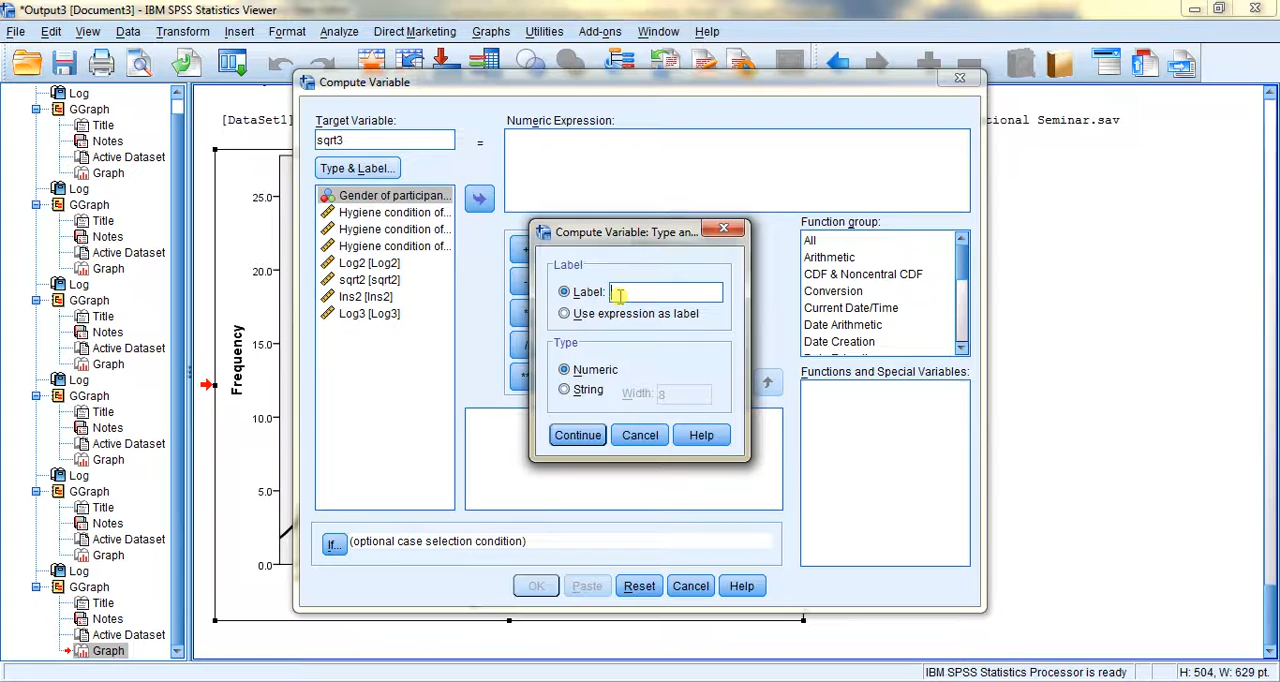 *Output3 [Document3] - IBM SPSS Statistics Viewer
File Edit View Data Transform Insert Format Analyze Direct Marketing Graphs Utilities Add-ons Window Help
Log
GGraph
Title
Notes
Active Dataset
Graph
Log
GGraph
Title
Notes
Active Dataset
Graph
Log
GGraph
Title
Notes
Active Dataset
Graph
Log
GGraph
Title
Notes
Active Dataset
Graph
Log
GGraph
Title
Notes
Active Dataset
Graph
Log
GGraph
Title
Notes
Active Dataset
Graph
[DataSet1]
ational Seminar.sav
25.0
20.0
15.0
10.0
5.0
0.0
Frequency
Compute Variable
Target Variable:
sqrt3
=
Numeric Expression:
Type & Label...
Gender of participan...
Hygiene condition of...
Hygiene condition of...
Hygiene condition of...
Log2 [Log2]
sqrt2 [sqrt2]
Ins2 [Ins2]
Log3 [Log3]
Function group:
All
Arithmetic
CDF & Noncentral CDF
Conversion
Current Date/Time
Date Arithmetic
Date Creation
Functions and Special Variables:
Compute Variable: Type an...
Label
Label:
Use expression as label
Type
Numeric
String Width: 8
Continue Cancel Help
If... (optional case selection condition)
OK Paste Reset Cancel Help
IBM SPSS Statistics Processor is ready
H: 504, W: 629 pt.